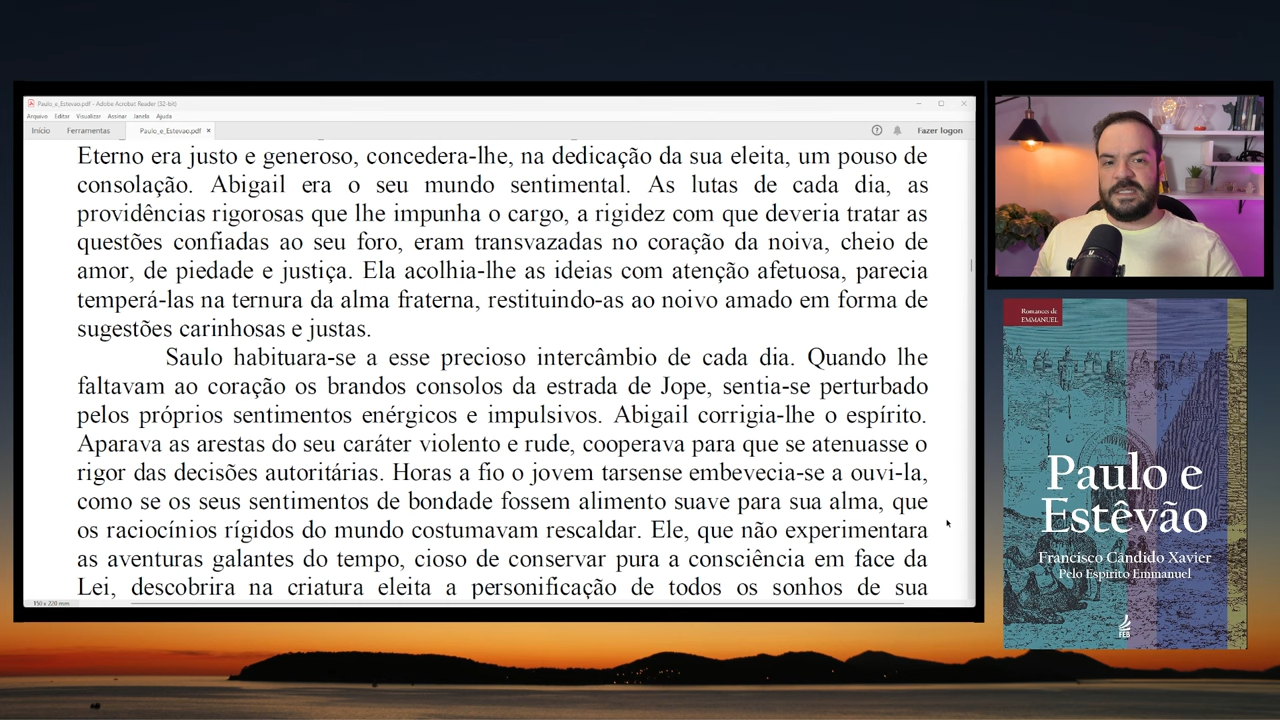 Paulo_e_Estevao.pdf - Adobe Acrobat Reader (32-bit)
Arquivo Editar Visualizar Assinar Janela Ajuda
Início Ferramentas Paulo_e_Estevao.pdf × Fazer logon
Eterno era justo e generoso, concedera-lhe, na dedicação da sua eleita, um pouso de
consolação. Abigail era o seu mundo sentimental. As lutas de cada dia, as
providências rigorosas que lhe impunha o cargo, a rigidez com que deveria tratar as
questões confiadas ao seu foro, eram transvazadas no coração da noiva, cheio de
amor, de piedade e justiça. Ela acolhia-lhe as ideias com atenção afetuosa, parecia
temperá-las na ternura da alma fraterna, restituindo-as ao noivo amado em forma de
sugestões carinhosas e justas.
Saulo habituara-se a esse precioso intercâmbio de cada dia. Quando lhe
faltavam ao coração os brandos consolos da estrada de Jope, sentia-se perturbado
pelos próprios sentimentos enérgicos e impulsivos. Abigail corrigia-lhe o espírito.
Aparava as arestas do seu caráter violento e rude, cooperava para que se atenuasse o
rigor das decisões autoritárias. Horas a fio o jovem tarsense embevecia-se a ouvi-la,
como se os seus sentimentos de bondade fossem alimento suave para sua alma, que
os raciocínios rígidos do mundo costumavam rescaldar. Ele, que não experimentara
as aventuras galantes do tempo, cioso de conservar pura a consciência em face da
Lei, descobrira na criatura eleita a personificação de todos os sonhos de sua
150 x 220 mm
Romances de
EMMANUEL
Paulo e
Estêvão
Francisco Cândido Xavier
Pelo Espírito Emmanuel
FEB